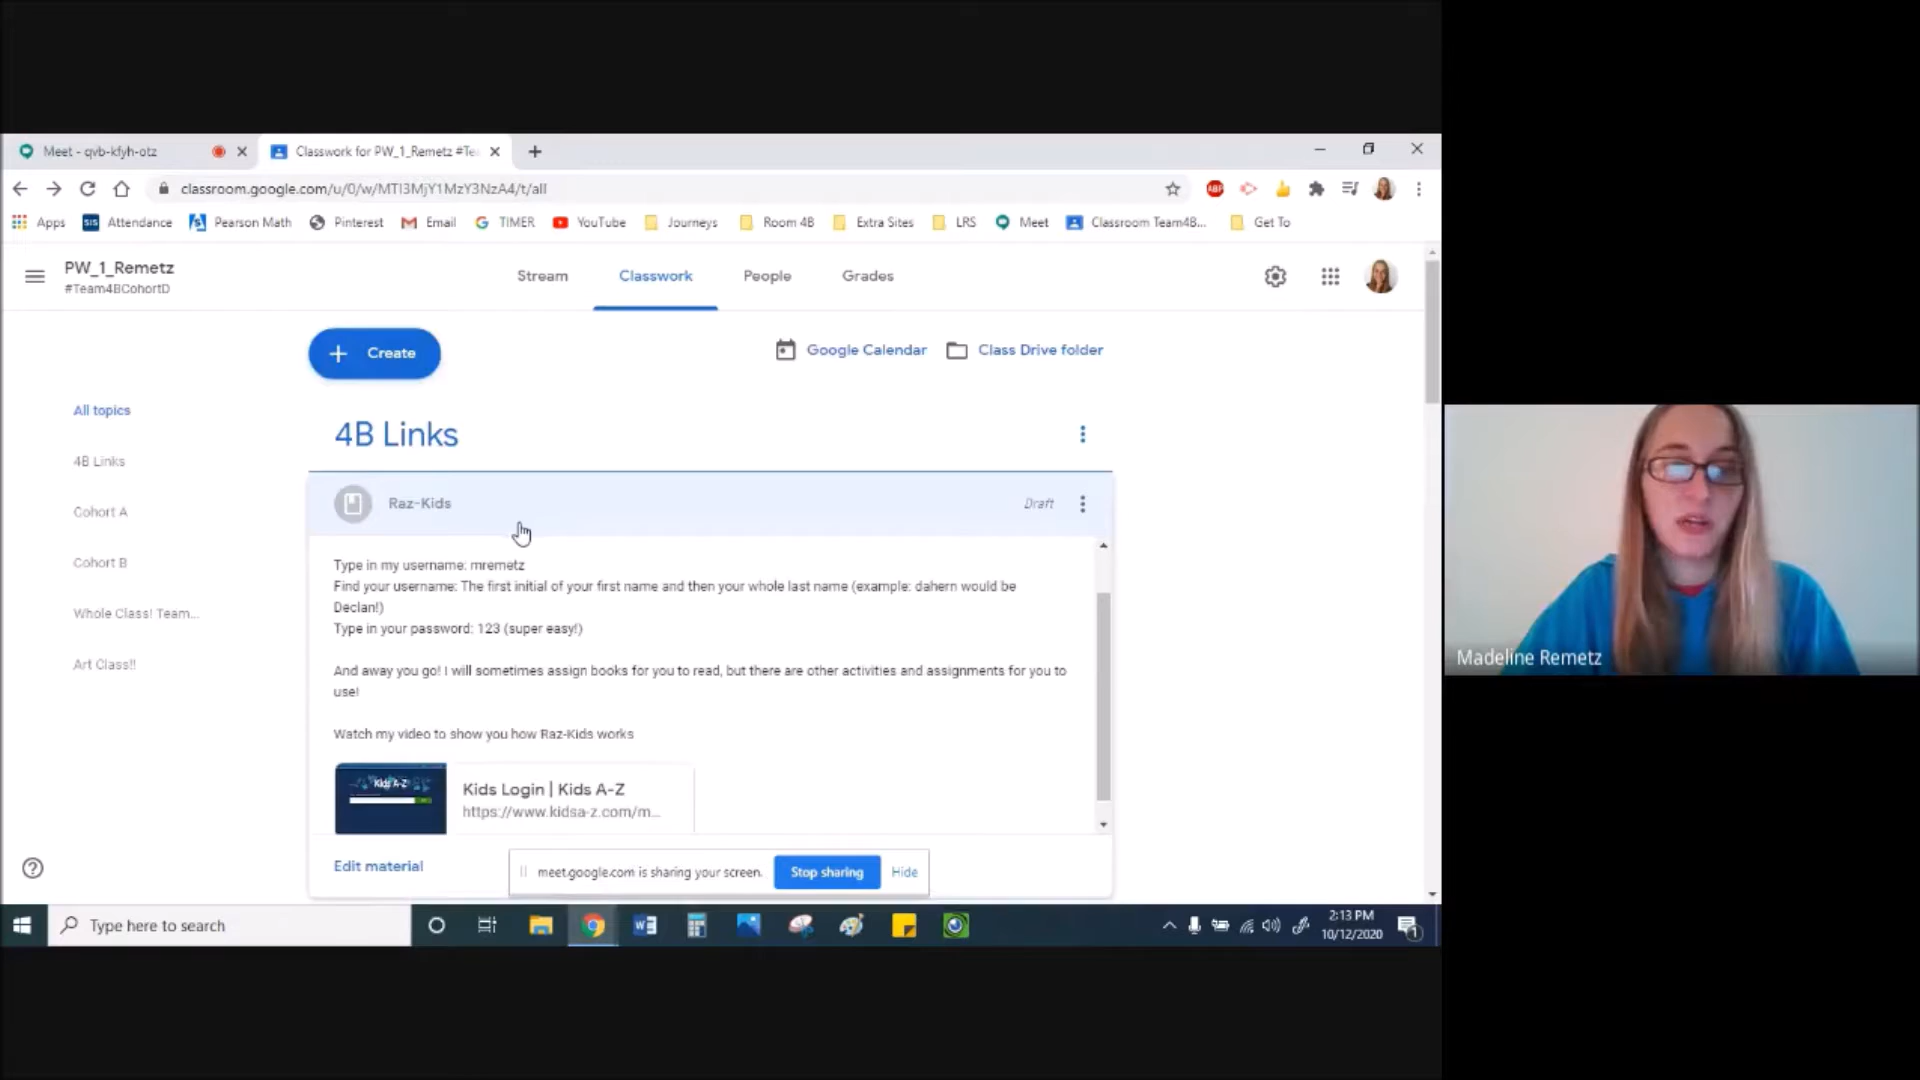 Meet - qvb-kfyh-otz
Classwork for PW_1_Remetz #Te
classroom.google.com/u/0/w/MTI3MjY1MzY3NzA4/t/all
ABP
Apps
SIS Attendance
Pearson Math
Pinterest
Email
TIMER
YouTube
Journeys
Room 4B
Extra Sites
LRS
Meet
Classroom Team4B...
Get To
PW_1_Remetz
#Team4BCohortD
Stream
Classwork
People
Grades
Create
Google Calendar
Class Drive folder
All topics
4B Links
Cohort A
Cohort B
Whole Class! Team...
Art Class!!
4B Links
Raz-Kids
Draft
Type in my username: mremetz
Find your username: The first initial of your first name and then your whole last name (example: dahern would be
Declan!)
Type in your password: 123 (super easy!)
And away you go! I will sometimes assign books for you to read, but there are other activities and assignments for you to
use!
Watch my video to show you how Raz-Kids works
Kids A-Z
Kids Login | Kids A-Z
https://www.kidsa-z.com/m...
Edit material
meet.google.com is sharing your screen.
Stop sharing
Hide
Madeline Remetz
Type here to search
2:13 PM
10/12/2020
1